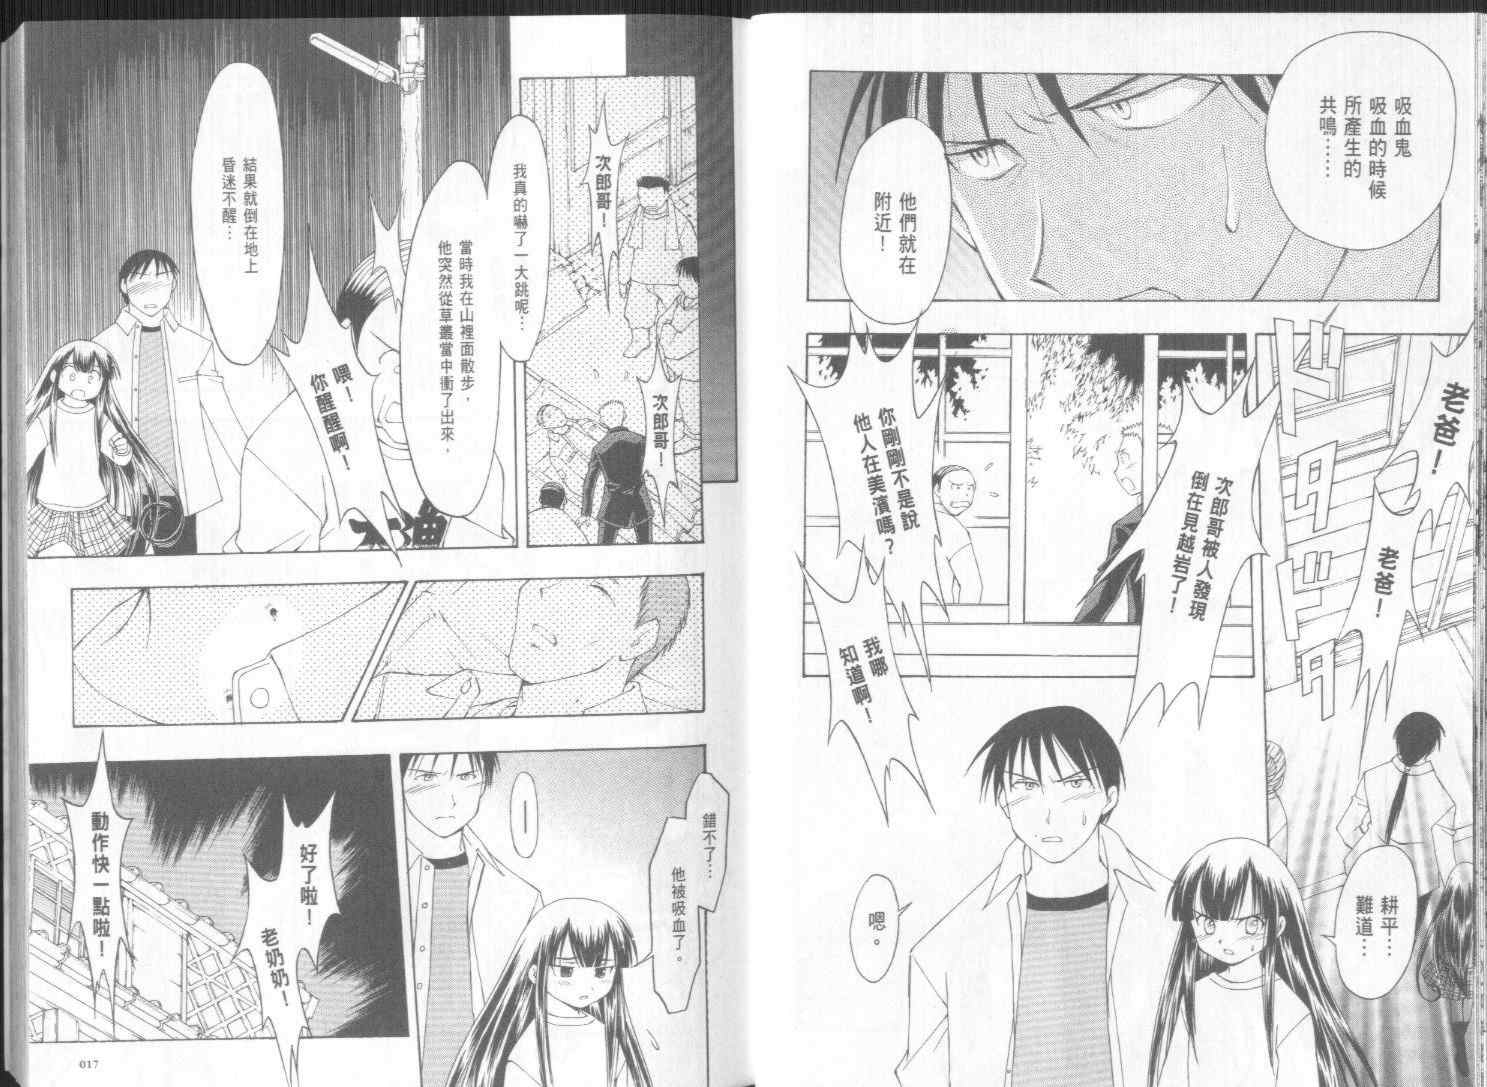 吸血鬼
吸血的時候
所產生的
共鳴……
他們就在
附近！
老爸！
老爸！
ドドタドタ
次郎哥被人發現
倒在見越岩了！
你剛剛不是說
他人在美濱嗎？
我哪
知道啊！
耕平…
難道…
嗯。
次郎哥！
次郎哥！
我真的嚇了一大跳呢…
當時我在山裡面散步，
他突然從草叢當中衝了出來，
結果就倒在地上
昏迷不醒…
喂！
你醒醒啊！
錯不了…
他被吸血了。
好了啦！
老奶奶！
動作快一點啦！
017